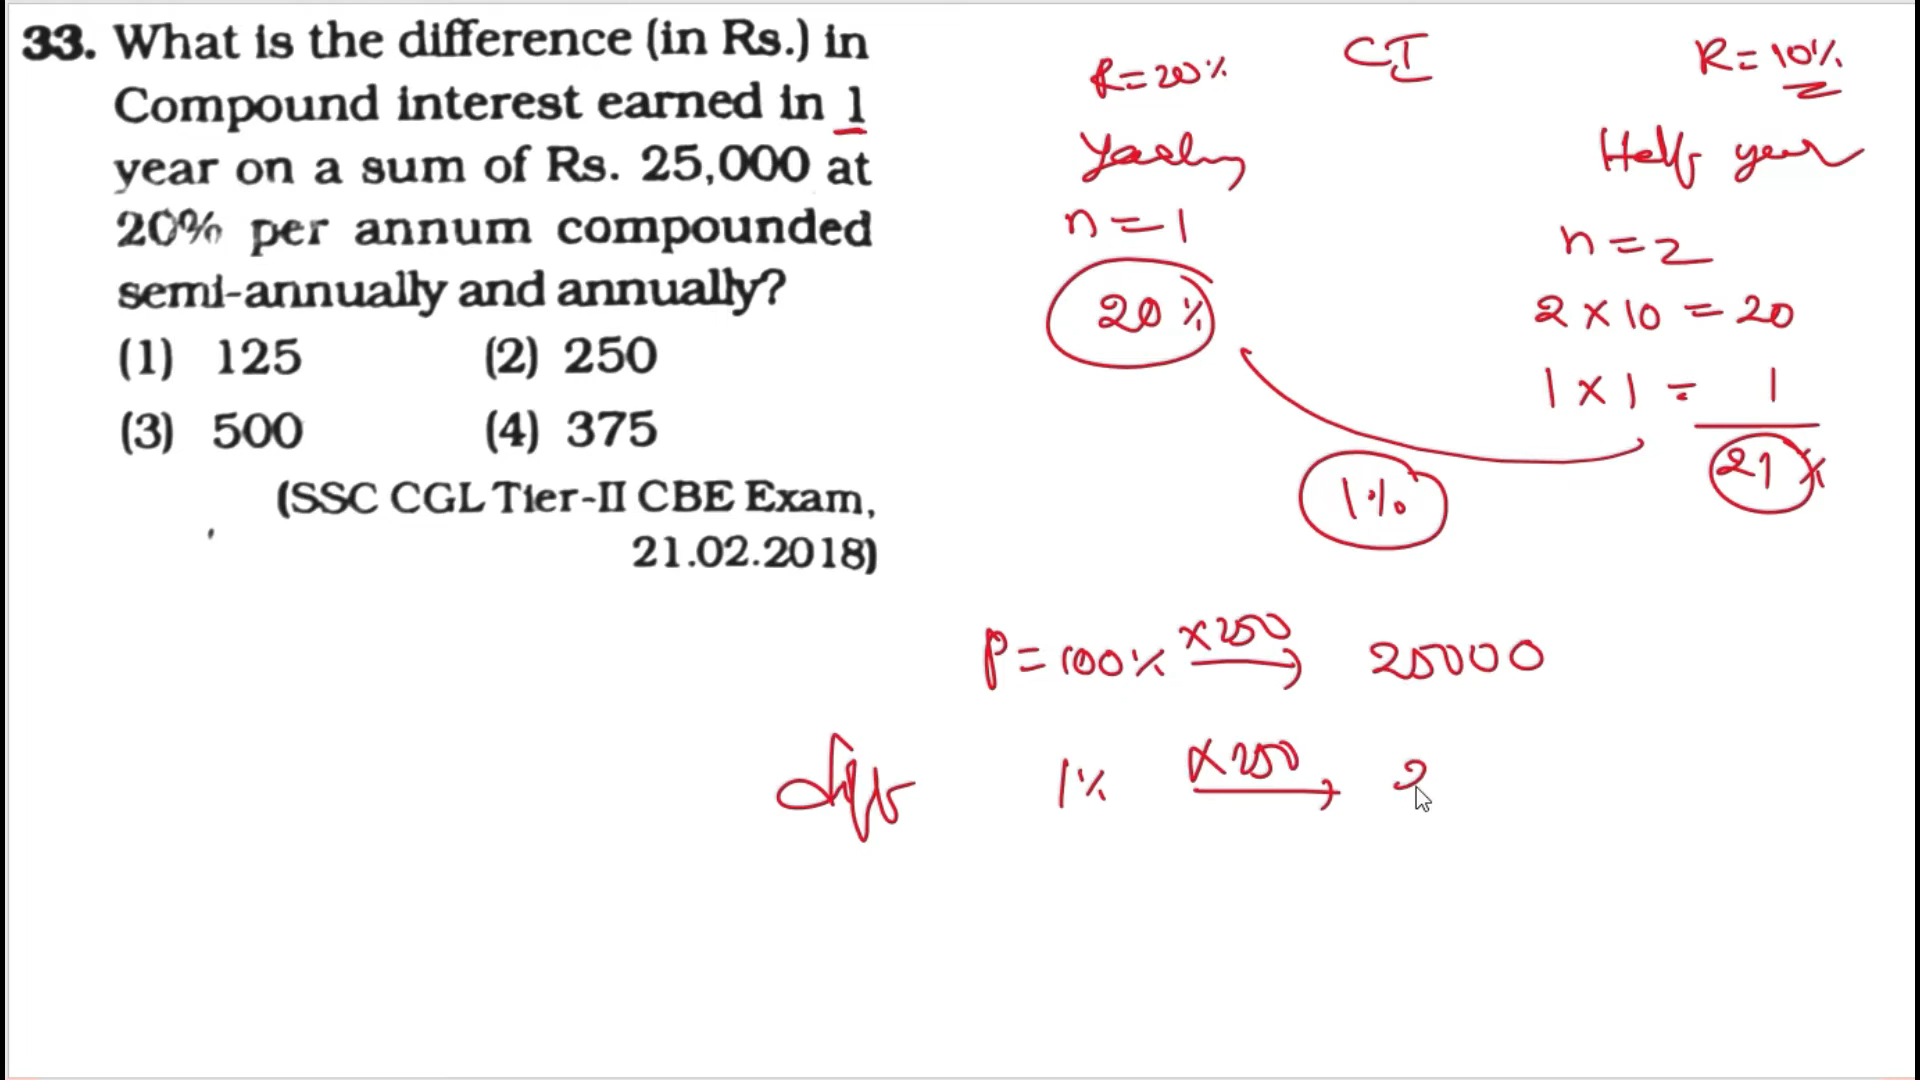 33. What is the difference (in Rs.) in
Compound interest earned in 1
year on a sum of Rs. 25,000 at
20% per annum compounded
semi-annually and annually?
(1) 125 (2) 250
(3) 500 (4) 375
(SSC CGL Tier-II CBE Exam,
21.02.2018)
CI
R=20%
n=1
20%
R=10%
Half year
n=2
2×10=20
1×1=1
21%
1%
P=100% ×250 25000
1% ×250